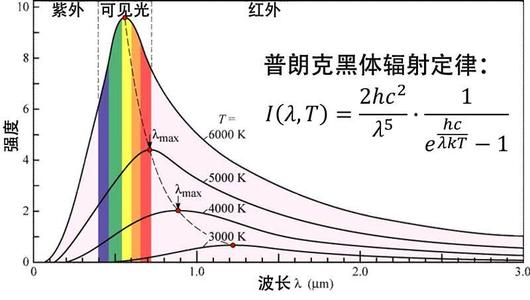 紫外 可见光 红外
普朗克黑体辐射定律：
I(λ,T) = 2hc²/λ⁵ · 1/(e^(hc/λkT) − 1)
强度
10
8
6
4
2
0
T =
6000 K
λmax
5000 K
λmax
4000 K
3000 K
0 1.0 2.0 3.0
波长 λ (μm)